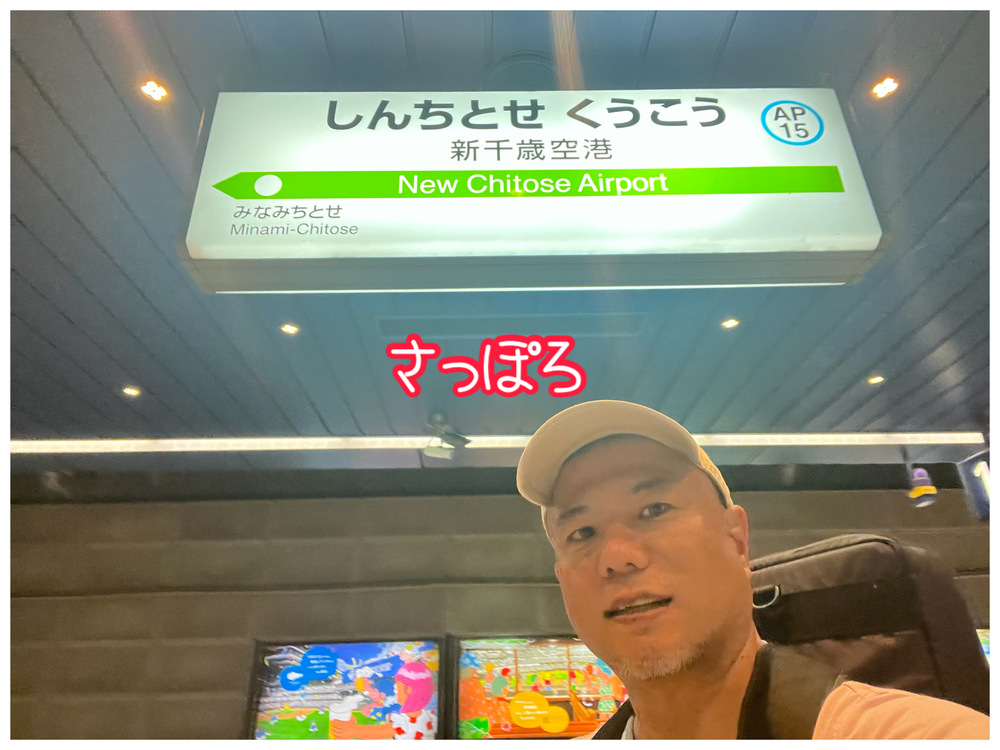 しんちとせ くうこう
AP
15
新千歳空港
New Chitose Airport
みなみちとせ
Minami-Chitose
さっぽろ
1